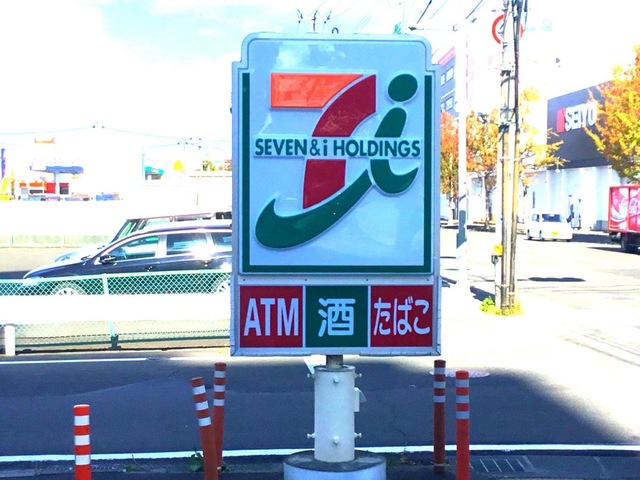 SEVEN & i HOLDINGS
ATM 酒 たばこ
SEIYU